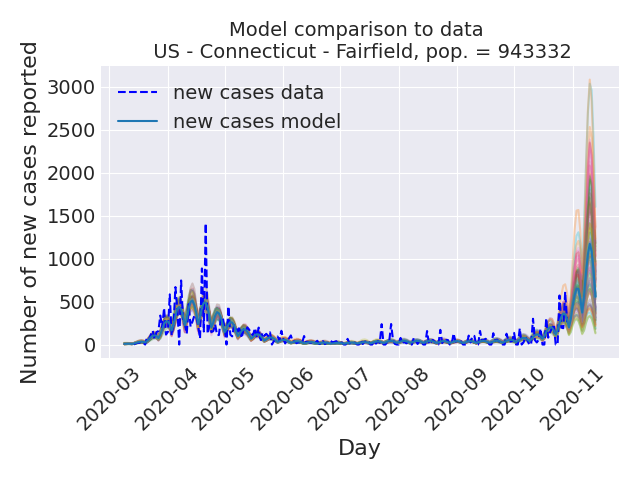 Model comparison to data
US - Connecticut - Fairfield, pop. = 943332
Number of new cases reported
3000
2500
2000
1500
1000
500
0
new cases data
new cases model
2020-03
2020-04
2020-05
2020-06
2020-07
2020-08
2020-09
2020-10
2020-11
Day